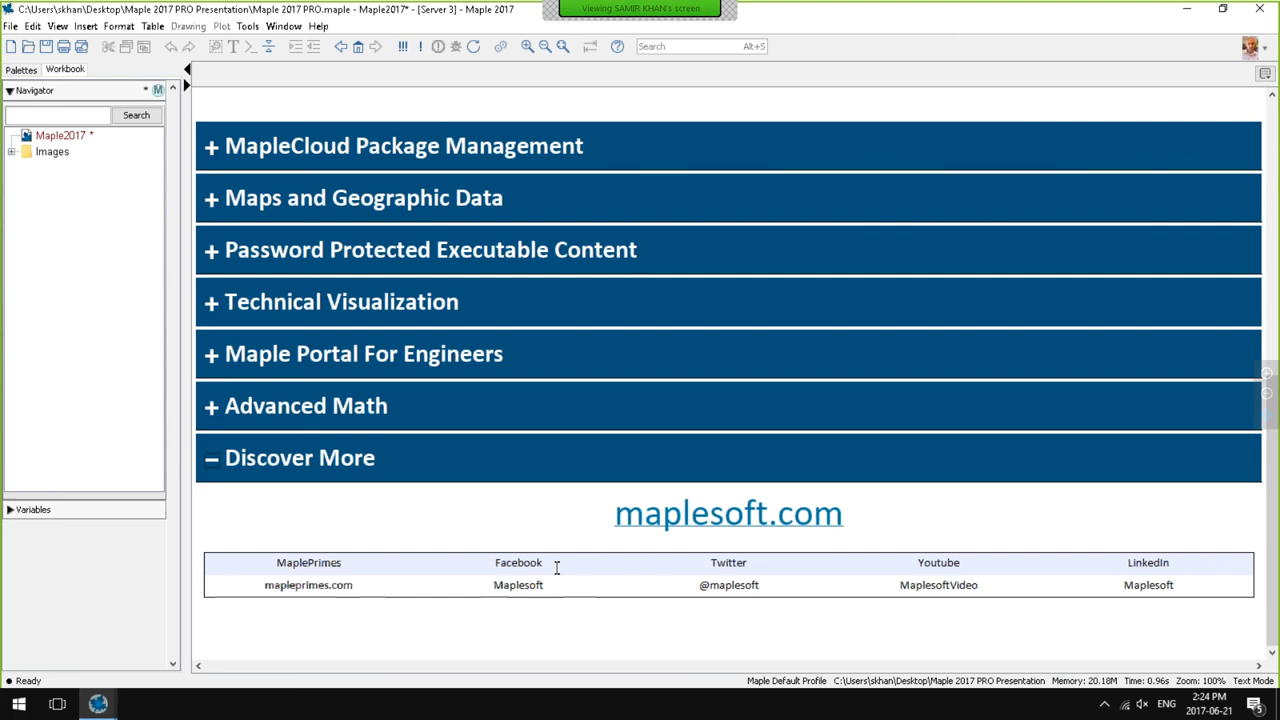 C:\Users\skhan\Desktop\Maple 2017 PRO Presentation\Maple 2017 PRO.maple - Maple2017* - [Server 3] - Maple 2017
Viewing SAMIR KHAN's screen
File Edit View Insert Format Table Drawing Plot Tools Window Help
Search Alt+S
Palettes Workbook
Navigator *
Search
Maple2017 *
Images
Variables
+ MapleCloud Package Management
+ Maps and Geographic Data
+ Password Protected Executable Content
+ Technical Visualization
+ Maple Portal For Engineers
+ Advanced Math
− Discover More
maplesoft.com
MaplePrimes Facebook Twitter Youtube LinkedIn
mapleprimes.com Maplesoft @maplesoft MaplesoftVideo Maplesoft
Ready
Maple Default Profile C:\Users\skhan\Desktop\Maple 2017 PRO Presentation Memory: 20.18M Time: 0.96s Zoom: 100% Text Mode
ENG
2:24 PM
2017-06-21
5